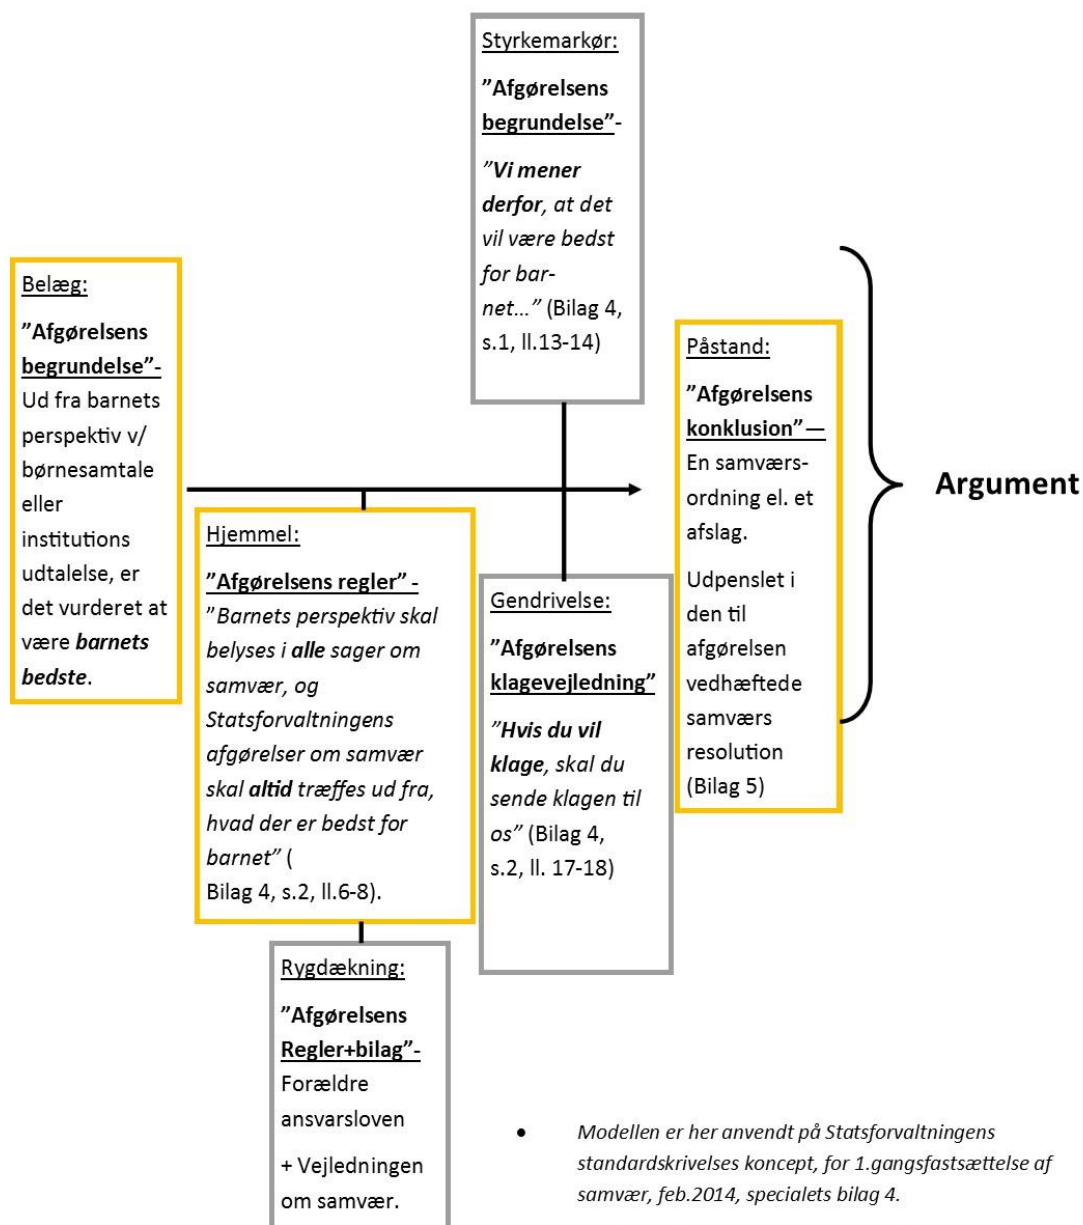 Styrkemarkør:
”Afgørelsens
begrundelse”-
”Vi mener
derfor, at det
vil være bedst
for bar-
net...” (Bilag 4,
s.1, ll.13-14)
Belæg:
”Afgørelsens
begrundelse”-
Ud fra barnets
perspektiv v/
børnesamtale
eller
institutions
udtalelse, er
det vurderet at
være barnets
bedste.
Påstand:
”Afgørelsens
konklusion”—
En samværs-
ordning el. et
afslag.
Udpenslet i
den til
afgørelsen
vedhæftede
samværs
resolution
(Bilag 5)
Argument
Hjemmel:
”Afgørelsens regler” -
”Barnets perspektiv skal
belyses i alle sager om
samvær, og
Statsforvaltningens
afgørelser om samvær
skal altid træffes ud fra,
hvad der er bedst for
barnet” (
Bilag 4, s.2, ll.6-8).
Gendrivelse:
”Afgørelsens
klagevejledning”
”Hvis du vil
klage, skal du
sende klagen til
os” (Bilag 4,
s.2, ll. 17-18)
Rygdækning:
”Afgørelsens
Regler+bilag”-
Forældre
ansvarsloven
+ Vejledningen
om samvær.
• Modellen er her anvendt på Statsforvaltningens
standardskrivelses koncept, for 1.gangsfastsættelse af
samvær, feb.2014, specialets bilag 4.